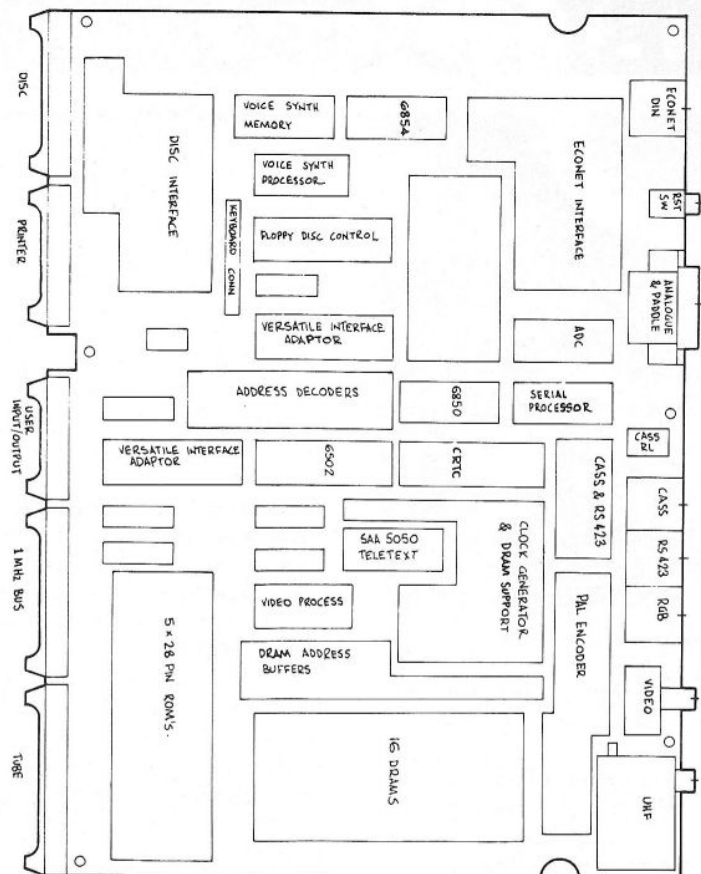 DISC
PRINTER
USER
INPUT/OUTPUT
1 MHz BUS
TUBE
DISC INTERFACE
VOICE SYNTH
MEMORY
6854
VOICE SYNTH
PROCESSOR
KEYBOARD CONN
FLOPPY DISC CONTROL
VERSATILE INTERFACE
ADAPTOR
ECONET INTERFACE
ECONET
DIN
RST
SW
ANALOGUE
& PADDLE
ADC
ADDRESS DECODERS
6850
SERIAL
PROCESSOR
CASS
RL
VERSATILE INTERFACE
ADAPTOR
6502
CRTC
CASS & RS423
CASS
RS423
RGB
SAA 5050
TELETEXT
CLOCK GENERATOR
& DRAM SUPPORT
VIDEO PROCESS
DRAM ADDRESS
BUFFERS
PAL ENCODER
5 x 28 PIN ROM'S.
16 DRAMS
VIDEO
UHF